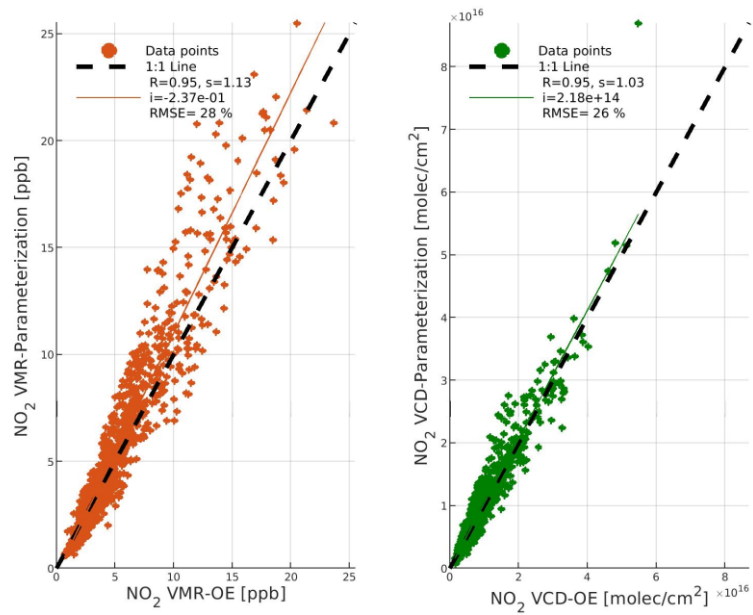 25
20
15
10
5
0
0
5
10
15
20
25
NO2 VMR-Parameterization [ppb]
NO2 VMR-OE [ppb]
Data points
1:1 Line
R=0.95, s=1.13
i=-2.37e-01
RMSE= 28 %
×10^16
8
7
6
5
4
3
2
1
0
0
2
4
6
8
NO2 VCD-Parameterization [molec/cm²]
NO2 VCD-OE [molec/cm²] ×10^16
Data points
1:1 Line
R=0.95, s=1.03
i=2.18e+14
RMSE= 26 %